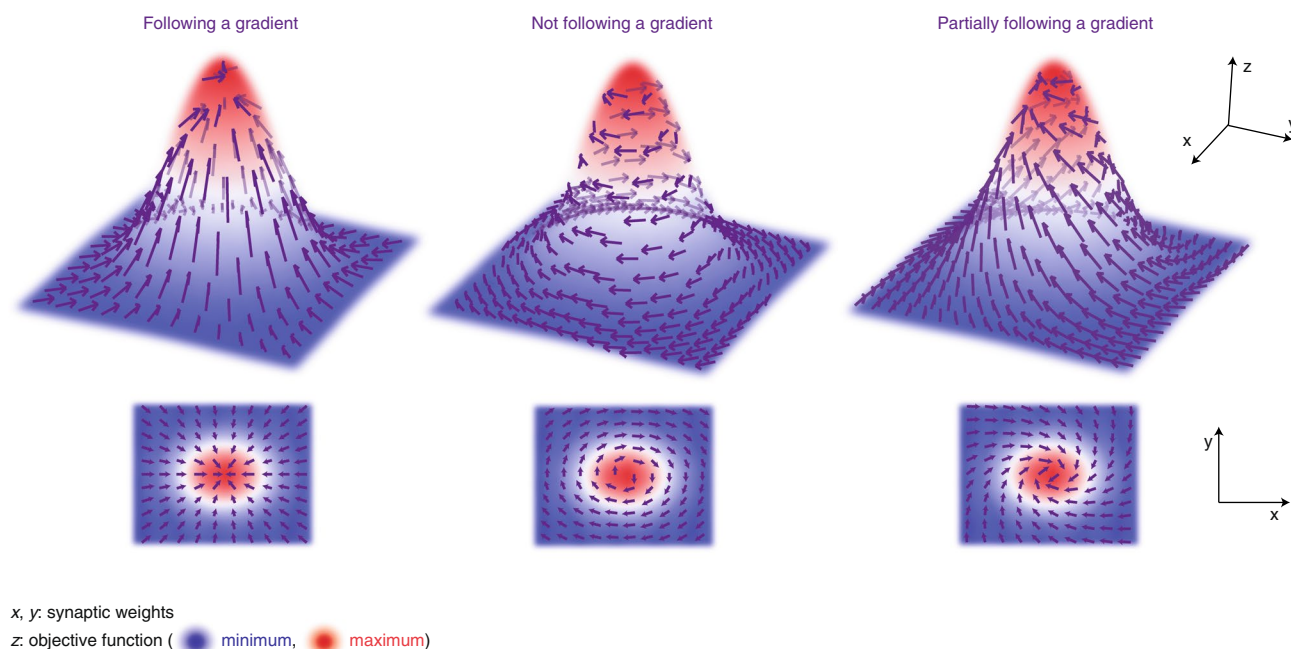 Following a gradient
Not following a gradient
Partially following a gradient
z
x
y
y
x
x, y: synaptic weights
z: objective function ( minimum, maximum)